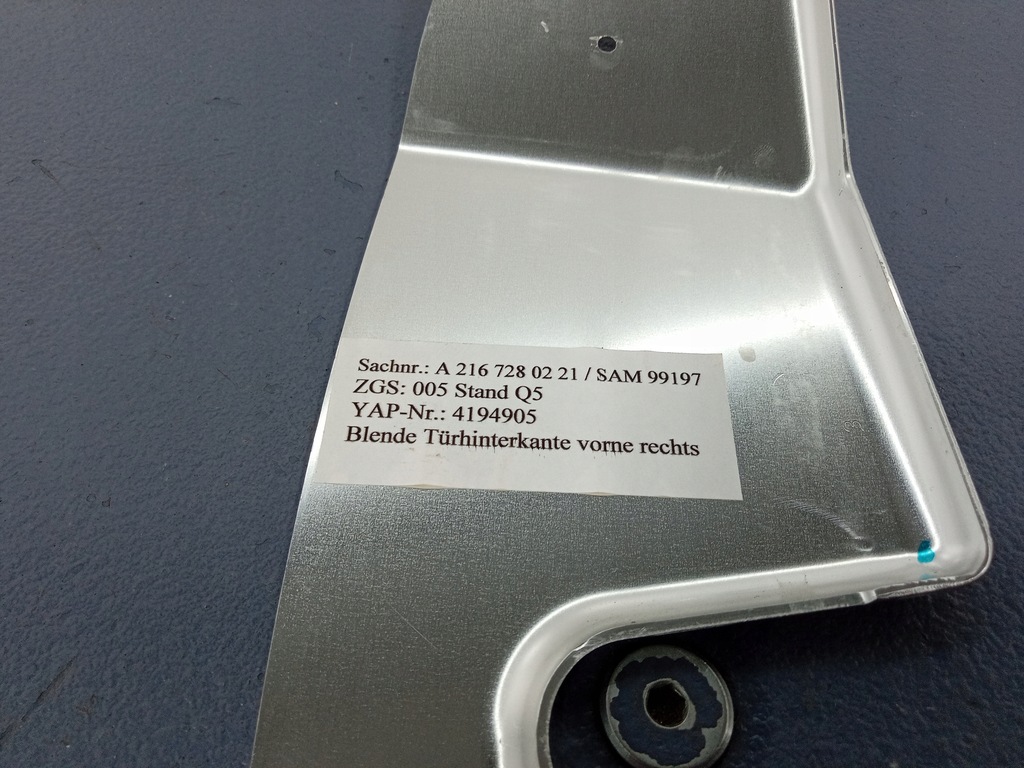 Sachnr.: A 216 728 02 21 / SAM 99197
ZGS: 005 Stand Q5
YAP-Nr.: 4194905
Blende Türhinterkante vorne rechts